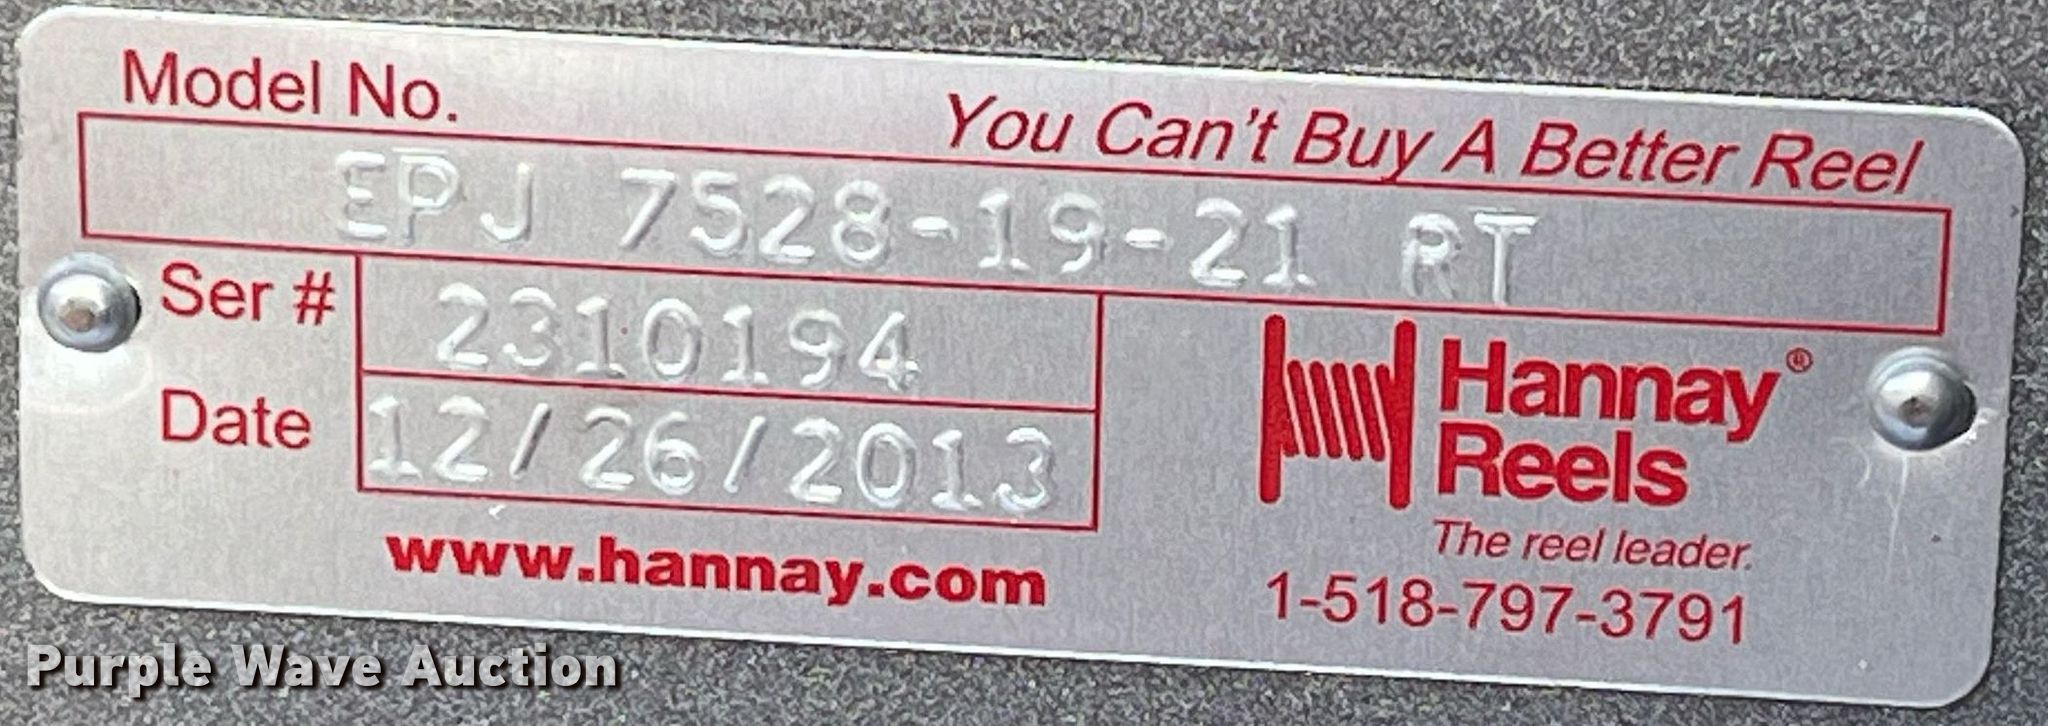 Model No.
You Can't Buy A Better Reel
EPJ 7528-19-21 RT
Ser # 2310194
Date 12/26/2013
Hannay®
Reels
The reel leader.
www.hannay.com
1-518-797-3791
Purple Wave Auction